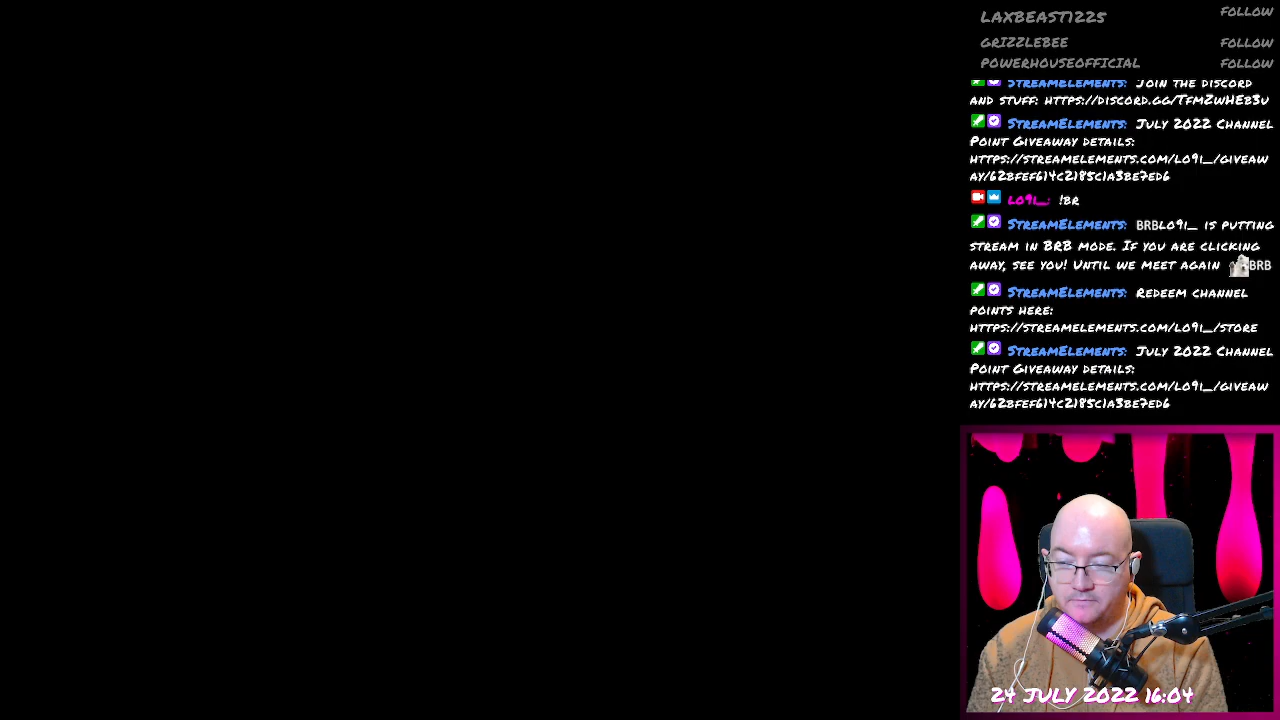 LAXBEAST1225 FOLLOW
GRIZZLEBEE FOLLOW
POWERHOUSEOFFICIAL FOLLOW
StreamElements: Join the discord
and stuff: https://discord.gg/TfmZwHEb3u
StreamElements: July 2022 Channel
Point Giveaway details:
https://streamelements.com/lo9i_/giveaw
ay/62bfef614c2185c1a3be7ed6
lo9i_: !br
StreamElements: BRBlo9i_ is putting
stream in BRB mode. If you are clicking
away, see you! Until we meet again BRB
StreamElements: Redeem channel
points here:
https://streamelements.com/lo9i_/store
StreamElements: July 2022 Channel
Point Giveaway details:
https://streamelements.com/lo9i_/giveaw
ay/62bfef614c2185c1a3be7ed6
24 JULY 2022 16:04